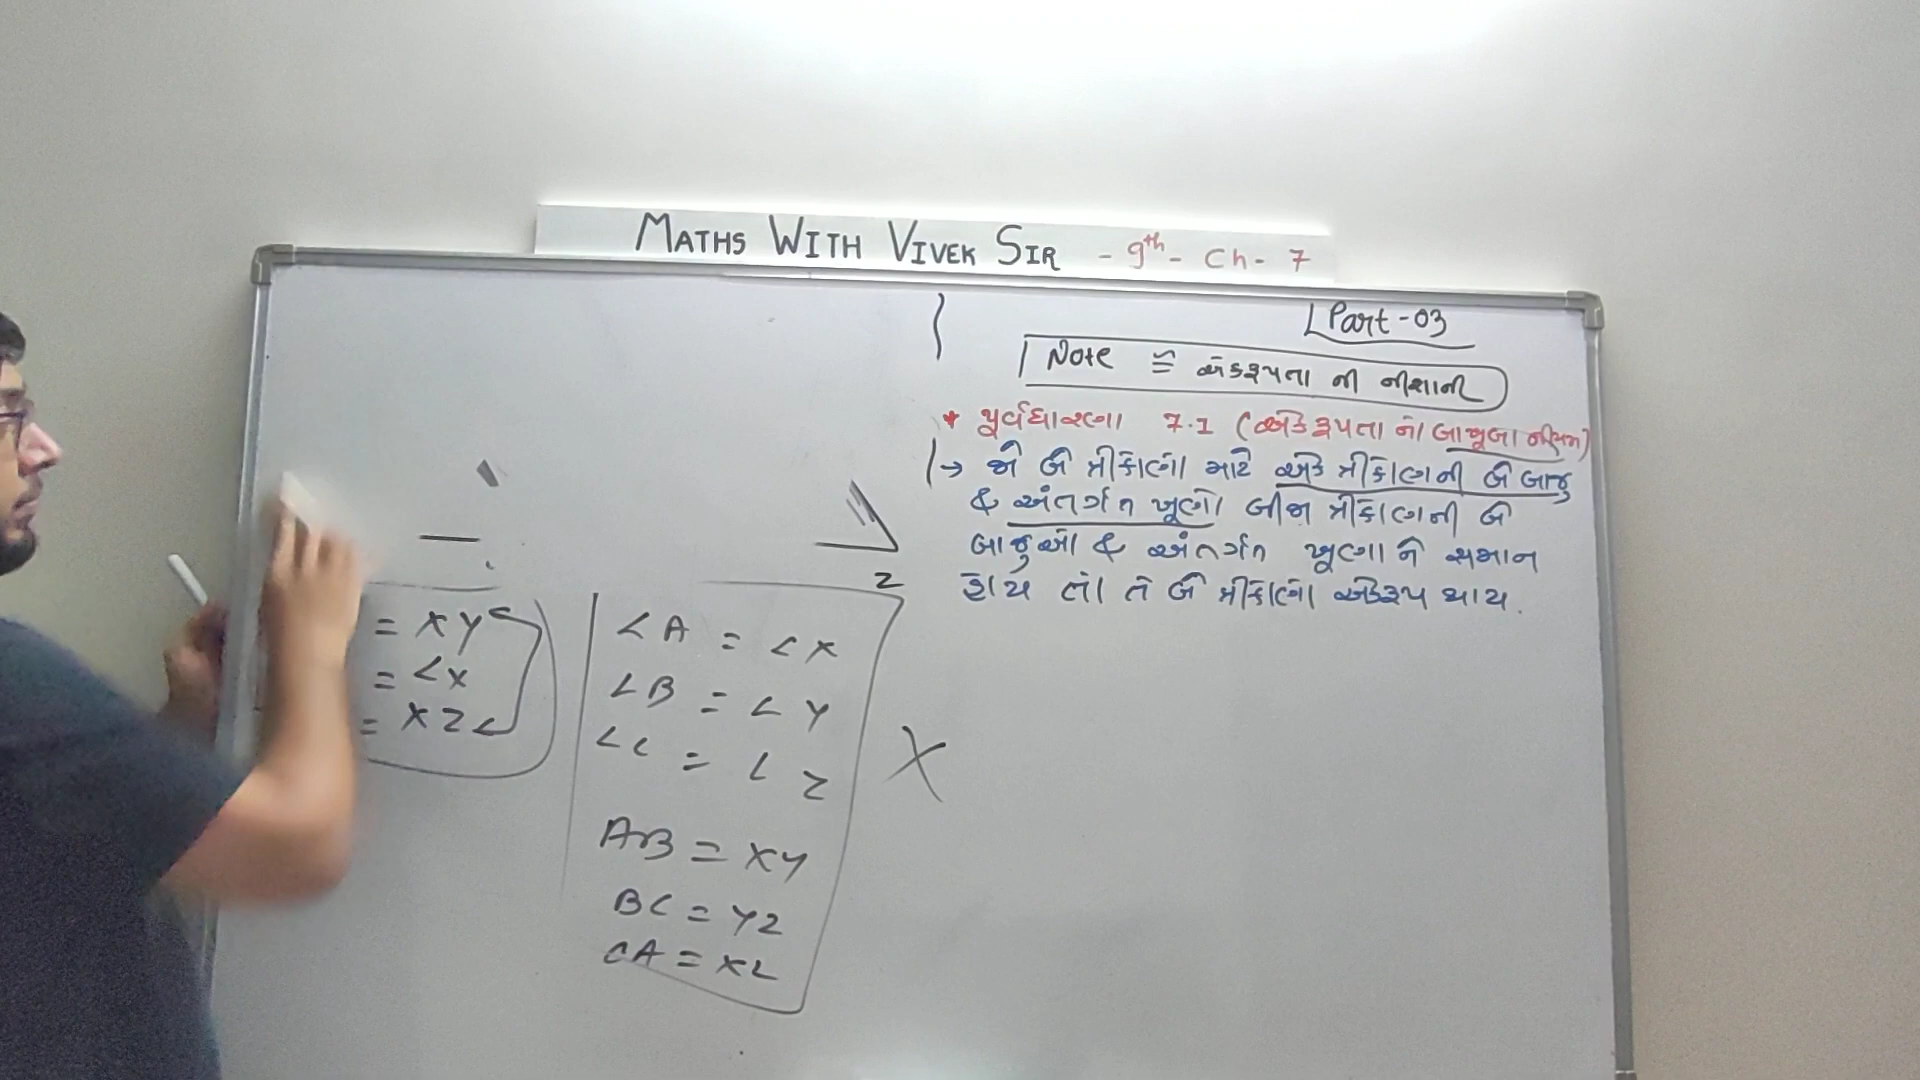 MATHS WITH VIVEK SIR - 9th - Ch - 7
Part - 03
Note ≅ એકરૂપતા ની નીશાની
* પૂર્વધારણા 7.1 (એકરૂપતા નો બાખૂબા નિયમ)
→ જો બે ત્રીકોણો માટે એક ત્રીકોણની બે બાજુ
& અંતર્ગત ખૂણો બીજા ત્રીકોણની બે
બાજુઓ & અંતર્ગત ખૂણા ને સમાન
હોય તો તે બે ત્રીકોણો એકરૂપ થાય.
Z
= XY
= ∠X
= XZ
∠A = ∠X
∠B = ∠Y
∠C = ∠Z
AB = XY
BC = YZ
CA = XZ
X